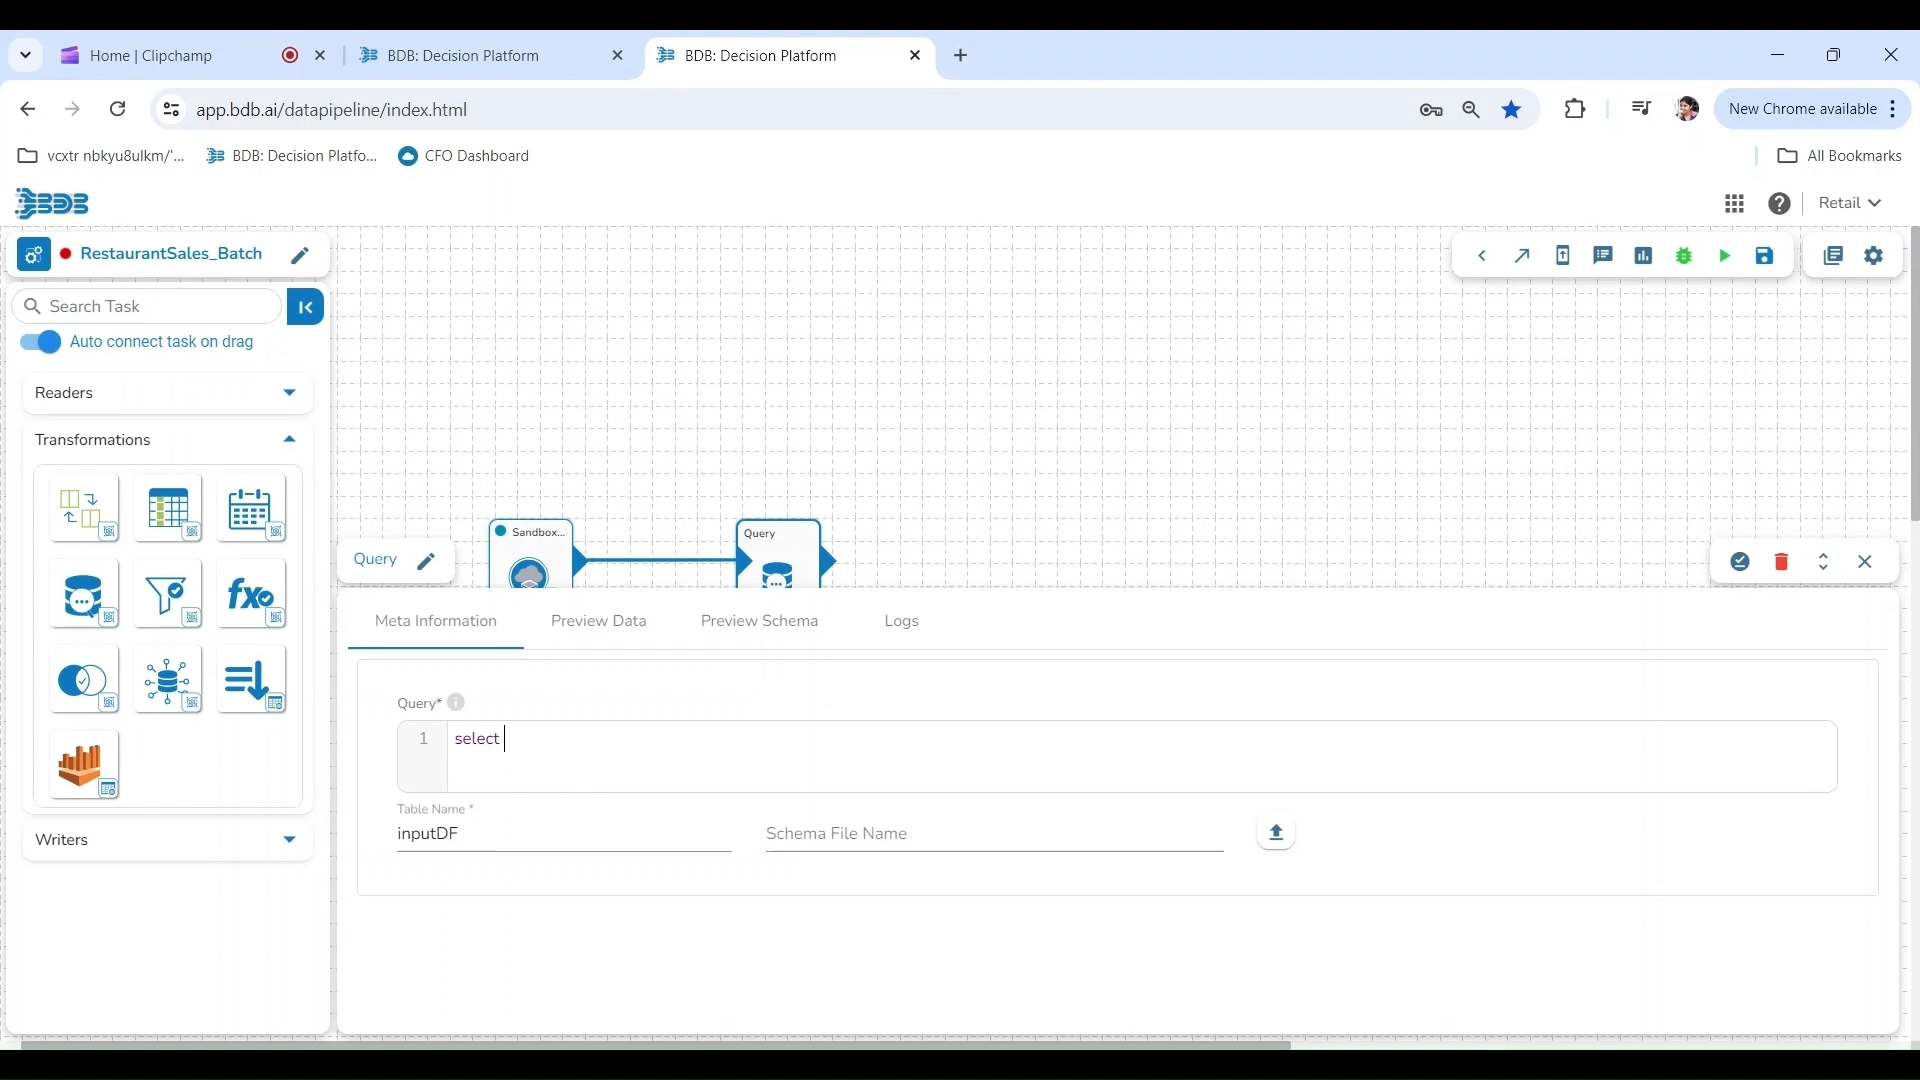 Home | Clipchamp
BDB: Decision Platform
BDB: Decision Platform
app.bdb.ai/datapipeline/index.html
New Chrome available
vcxtr nbkyu8ulkm/'...
BDB: Decision Platfo...
CFO Dashboard
All Bookmarks
BDB
Retail
RestaurantSales_Batch
Search Task
Auto connect task on drag
Readers
Transformations
fx
Writers
Sandbox...
Query
Query
Meta Information
Preview Data
Preview Schema
Logs
Query*
1
select
Table Name *
inputDF
Schema File Name